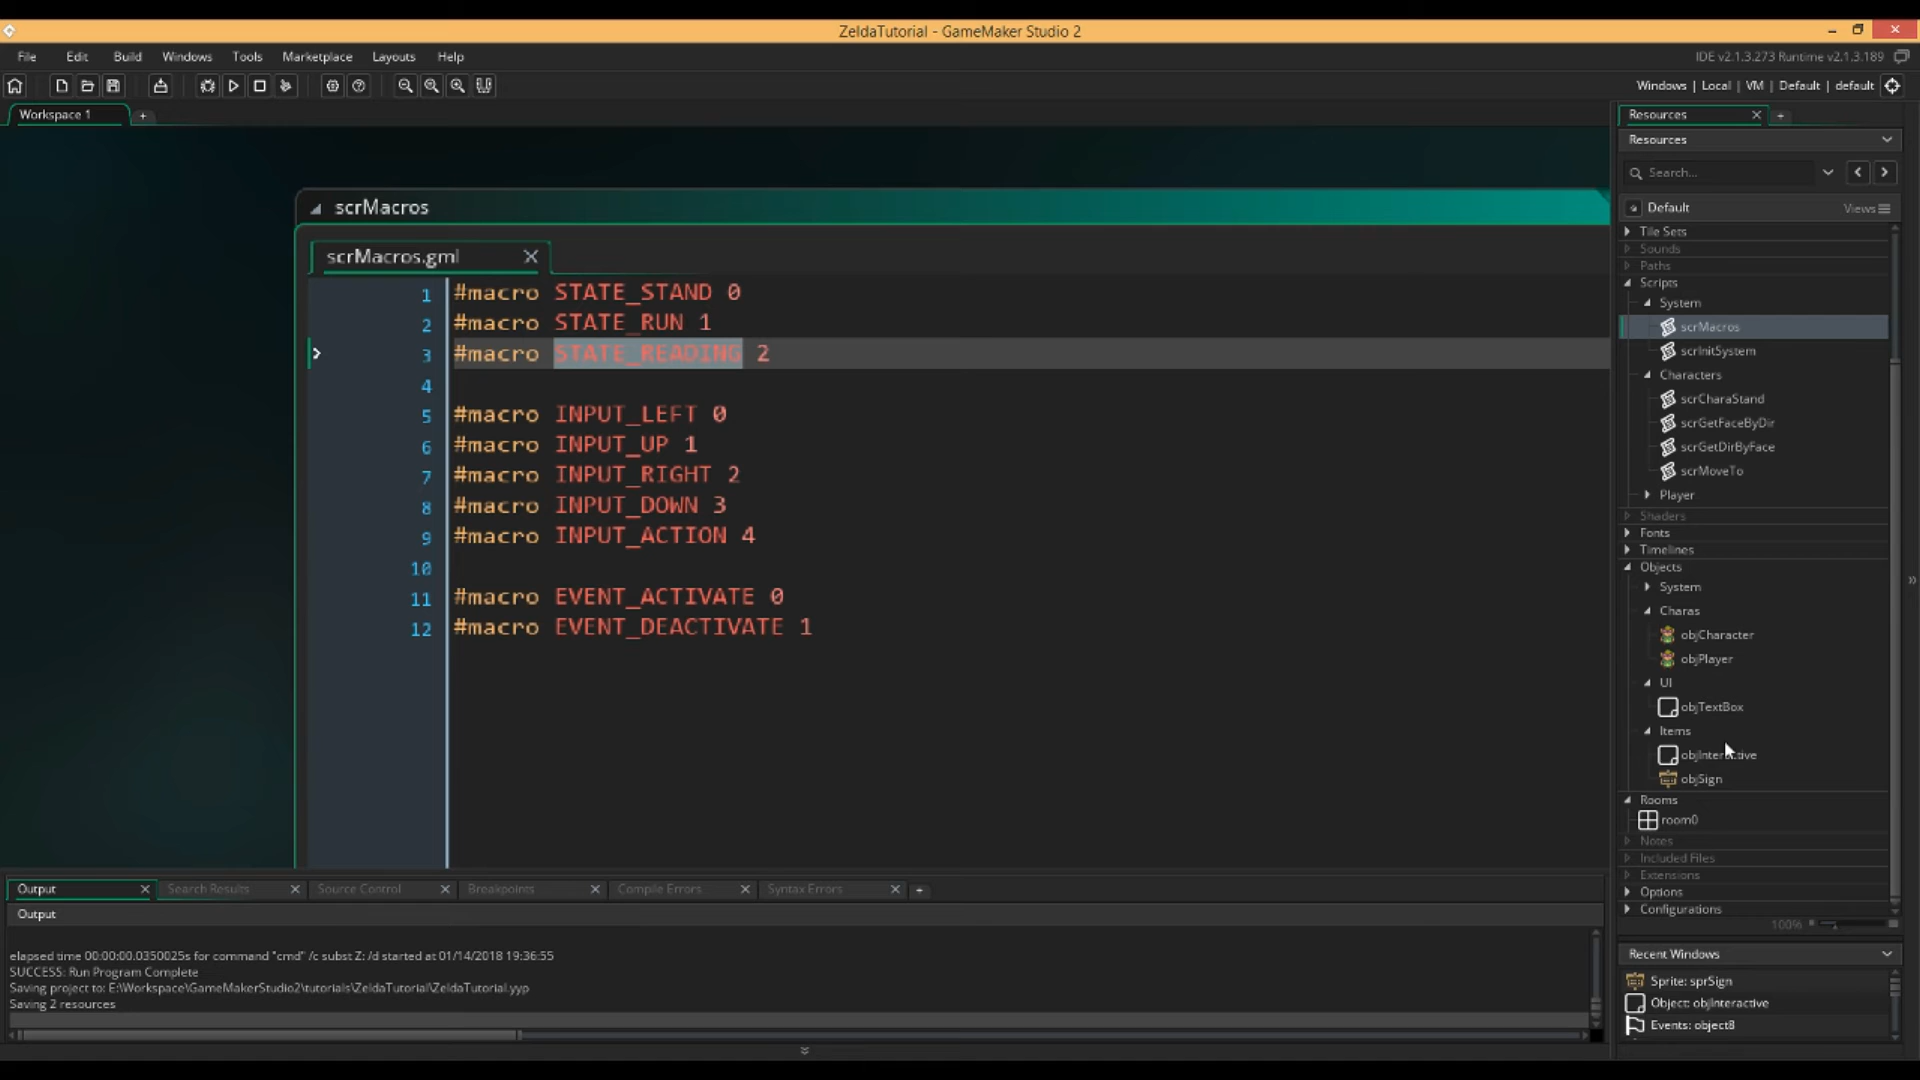 ZeldaTutorial - GameMaker Studio 2
File Edit Build Windows Tools Marketplace Layouts Help
IDE v2.1.3.273 Runtime v2.1.3.189
Windows | Local | VM | Default | default
Workspace 1
Resources
Resources
Search...
Default
Views
scrMacros
scrMacros.gml
1 #macro STATE_STAND 0
2 #macro STATE_RUN 1
3 #macro STATE_READING 2
4
5 #macro INPUT_LEFT 0
6 #macro INPUT_UP 1
7 #macro INPUT_RIGHT 2
8 #macro INPUT_DOWN 3
9 #macro INPUT_ACTION 4
10
11 #macro EVENT_ACTIVATE 0
12 #macro EVENT_DEACTIVATE 1
Tile Sets
Sounds
Paths
Scripts
System
scrMacros
scrInitSystem
Characters
scrCharaStand
scrGetFaceByDir
scrGetDirByFace
scrMoveTo
Player
Shaders
Fonts
Timelines
Objects
System
Charas
objCharacter
objPlayer
UI
objTextBox
Items
objInteractive
objSign
Rooms
room0
Notes
Included Files
Extensions
Options
Configurations
100%
Output Search Results Source Control Breakpoints Compile Errors Syntax Errors
Output
elapsed time 00:00:00.0350025s for command "cmd" /c subst Z: /d started at 01/14/2018 19:36:55
SUCCESS: Run Program Complete
Saving project to: E:\Workspace\GameMakerStudio2\tutorials\ZeldaTutorial\ZeldaTutorial.yyp
Saving 2 resources
Recent Windows
Sprite: sprSign
Object: objInteractive
Events: object8